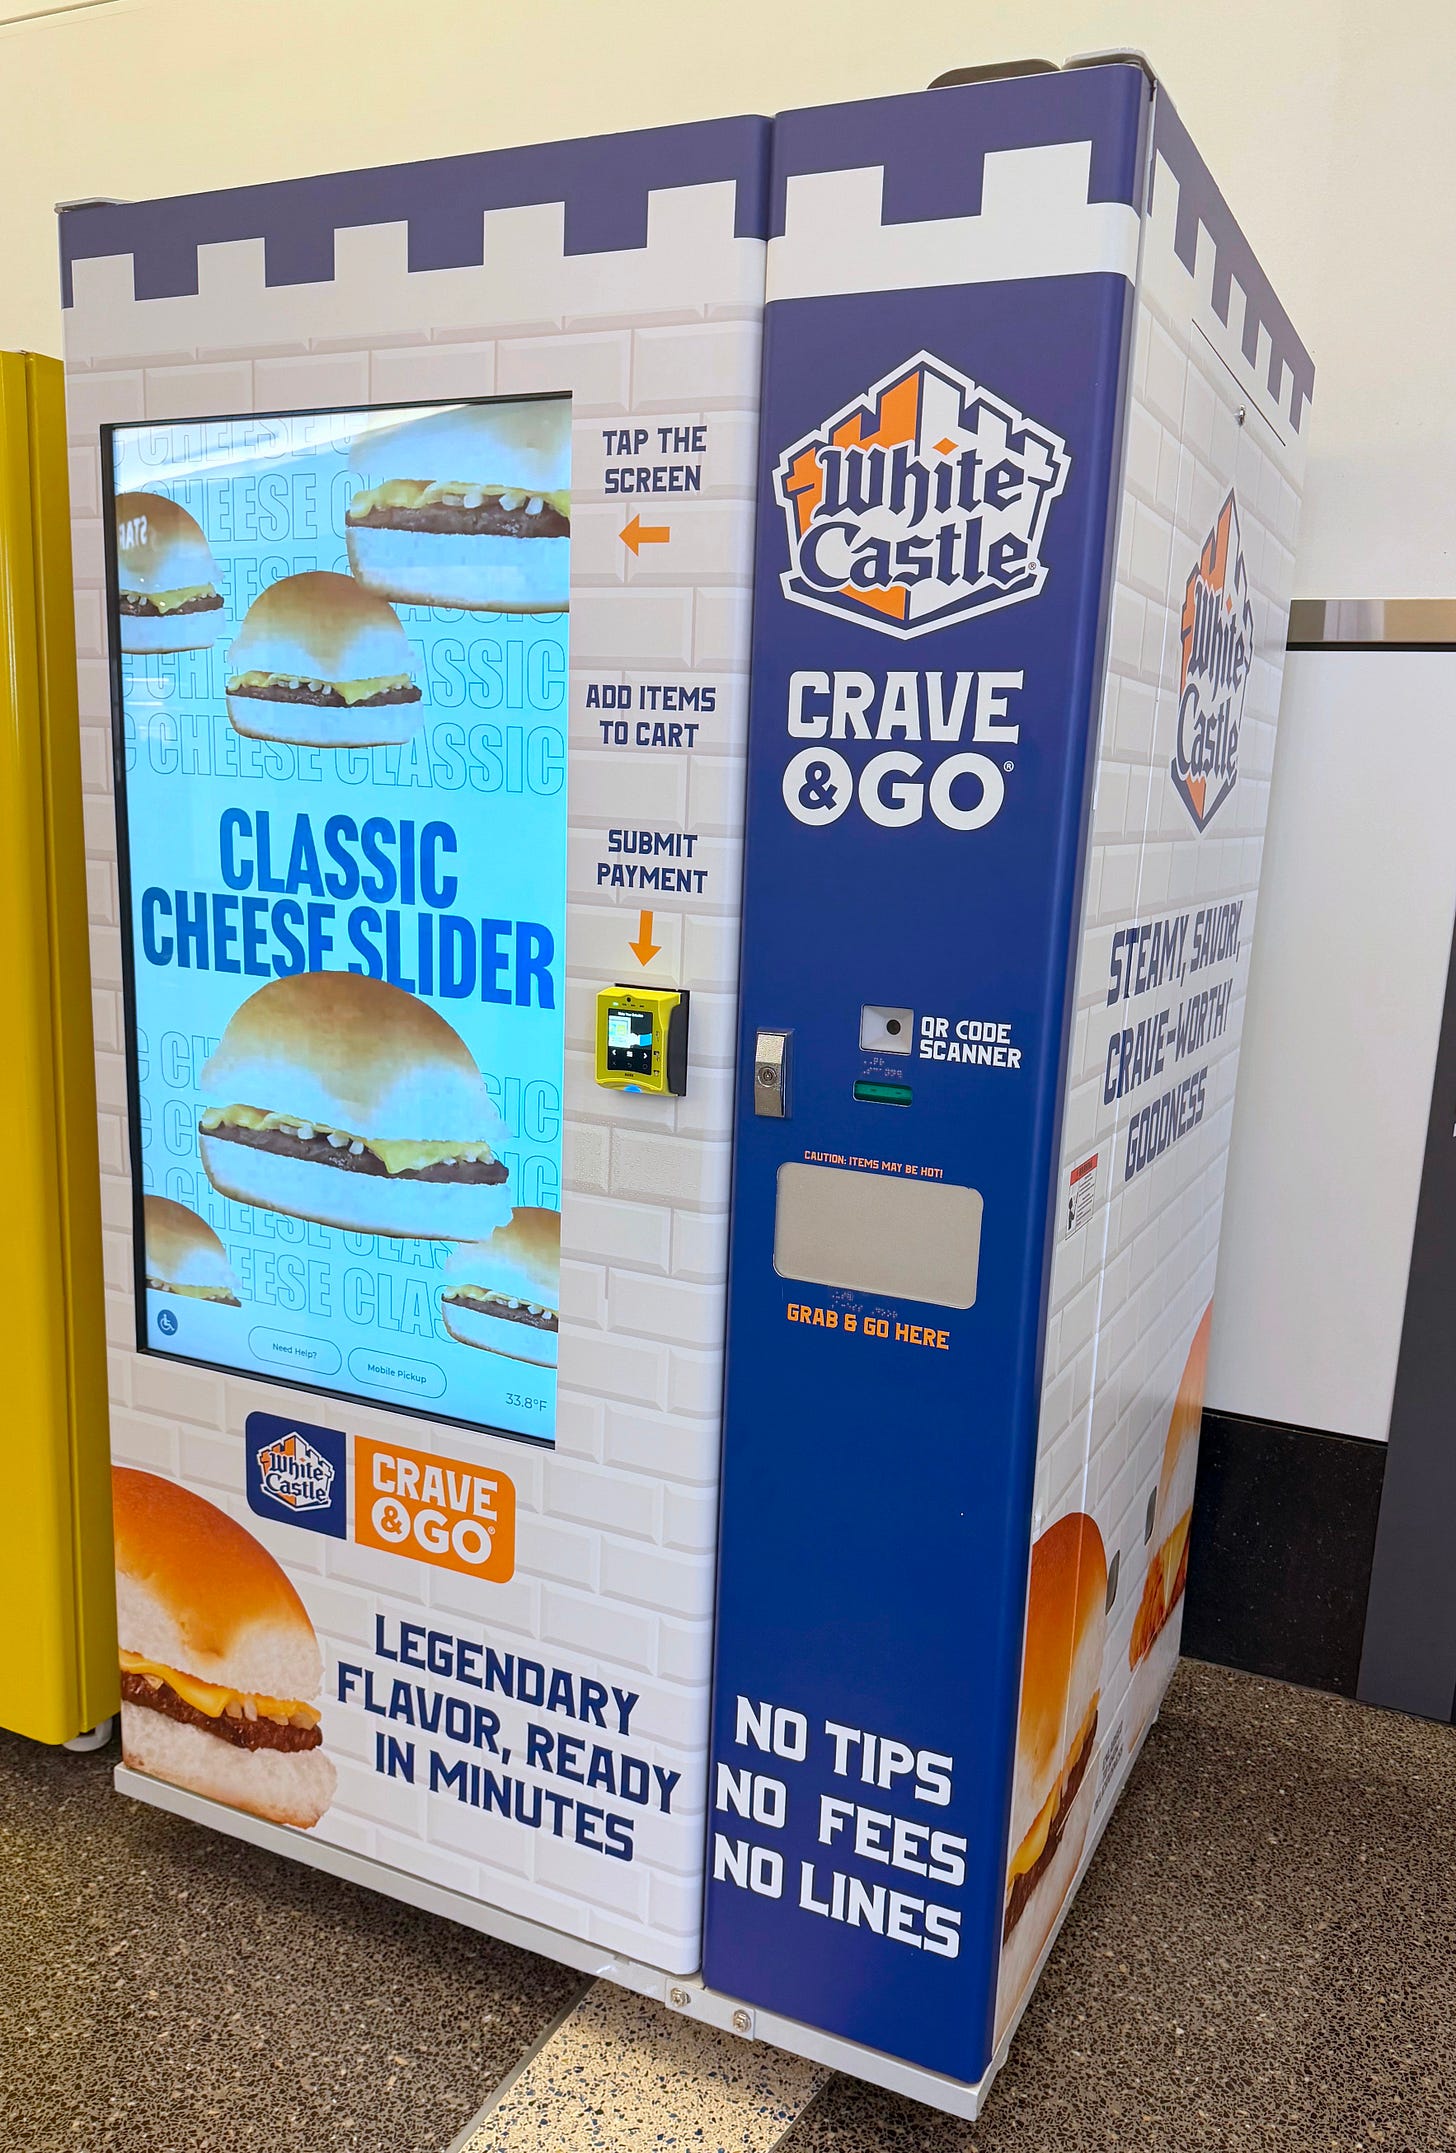 TAP THE
SCREEN
ADD ITEMS
TO CART
SUBMIT
PAYMENT
CHEESE CLASSIC
CLASSIC
CHEESE SLIDER
Need Help?
Mobile Pickup
33.8°F
White
Castle
CRAVE
&GO®
LEGENDARY
FLAVOR, READY
IN MINUTES
White
Castle®
CRAVE
&GO®
QR CODE
SCANNER
CAUTION: ITEMS MAY BE HOT!
GRAB & GO HERE
NO TIPS
NO FEES
NO LINES
White
Castle
STEAMY, SAVORY,
CRAVE-WORTHY
GOODNESS